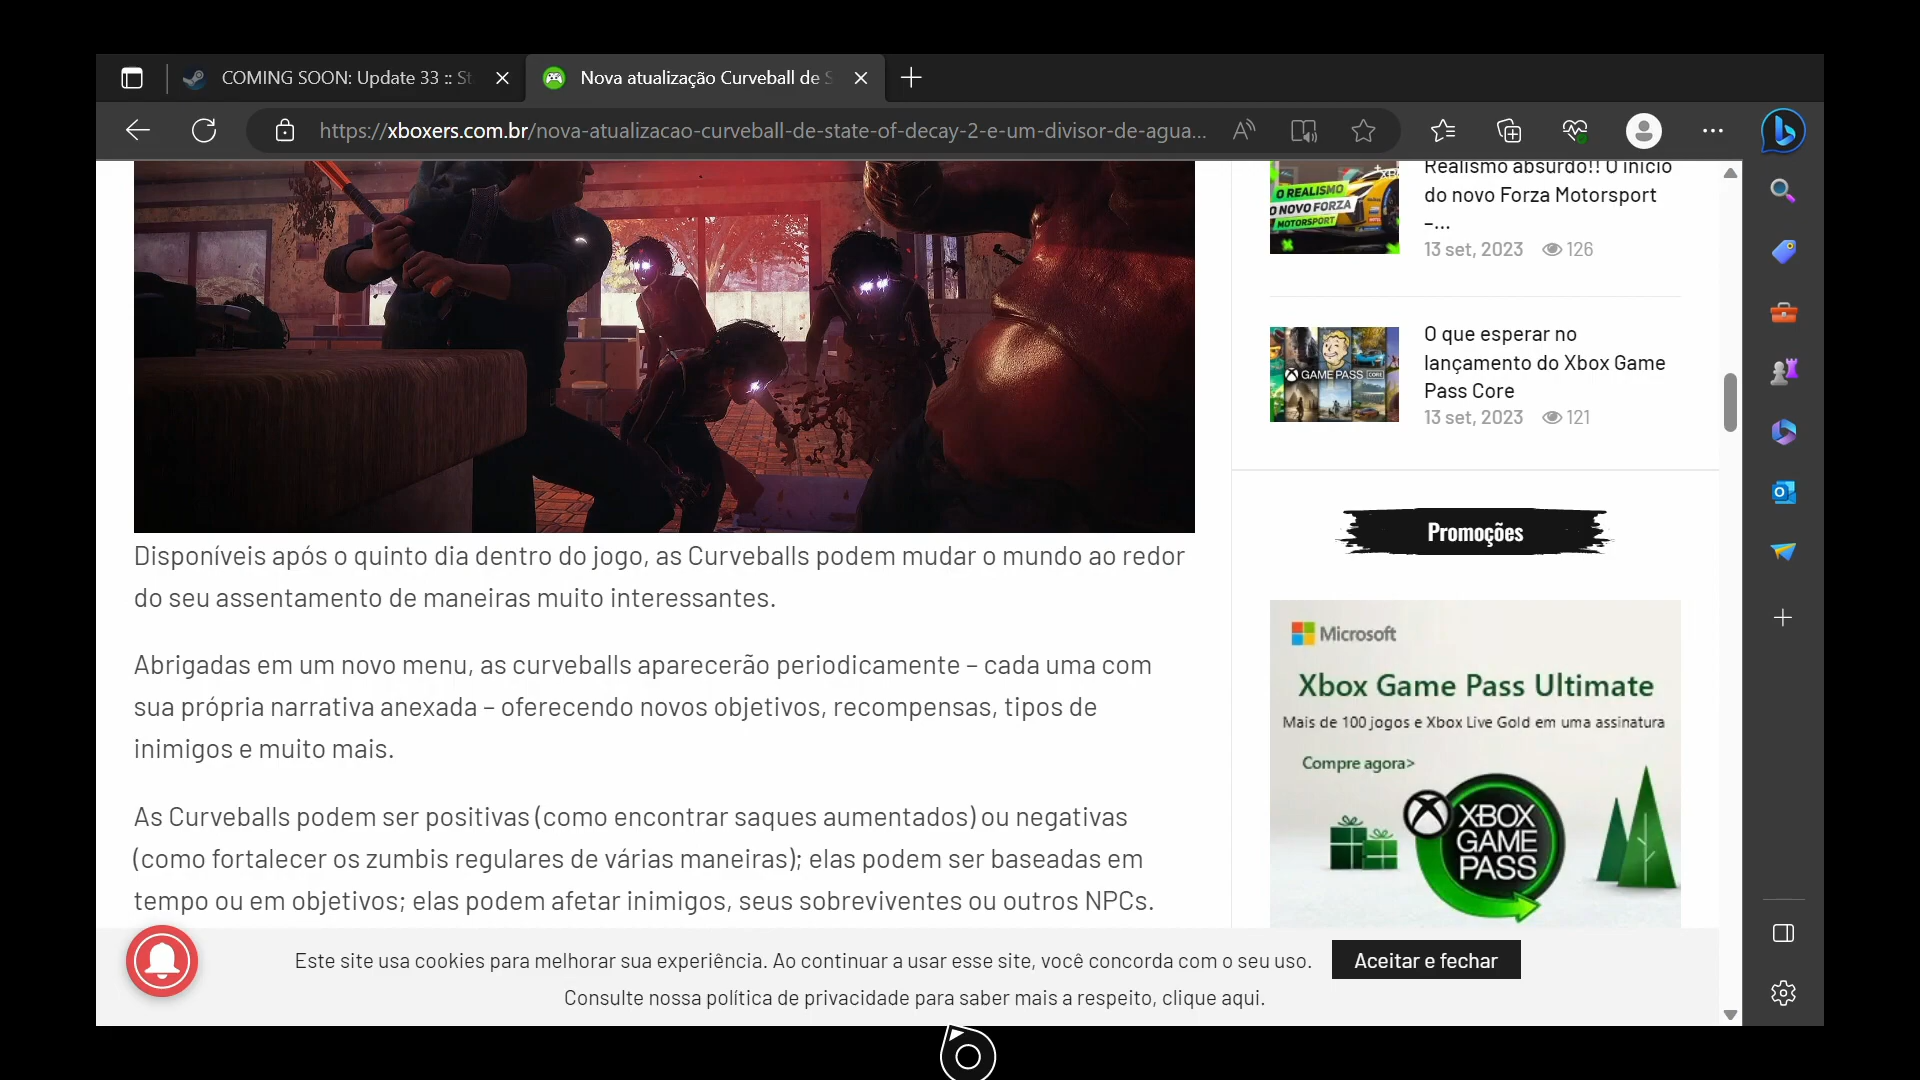 COMING SOON: Update 33 :: St
Nova atualização Curveball de S
https://xboxers.com.br/nova-atualizacao-curveball-de-state-of-decay-2-e-um-divisor-de-agua...
Realismo absurdo!! O início
do novo Forza Motorsport
–...
13 set, 2023 126
O REALISMO
O NOVO FORZA
MOTORSPORT
O que esperar no
lançamento do Xbox Game
Pass Core
13 set, 2023 121
GAME PASS CORE
Disponíveis após o quinto dia dentro do jogo, as Curveballs podem mudar o mundo ao redor
do seu assentamento de maneiras muito interessantes.
Abrigadas em um novo menu, as curveballs aparecerão periodicamente – cada uma com
sua própria narrativa anexada – oferecendo novos objetivos, recompensas, tipos de
inimigos e muito mais.
As Curveballs podem ser positivas (como encontrar saques aumentados) ou negativas
(como fortalecer os zumbis regulares de várias maneiras); elas podem ser baseadas em
tempo ou em objetivos; elas podem afetar inimigos, seus sobreviventes ou outros NPCs.
Promoções
Microsoft
Xbox Game Pass Ultimate
Mais de 100 jogos e Xbox Live Gold em uma assinatura
Compre agora>
XBOX
GAME
PASS
Este site usa cookies para melhorar sua experiência. Ao continuar a usar esse site, você concorda com o seu uso.
Aceitar e fechar
Consulte nossa política de privacidade para saber mais a respeito, clique aqui.